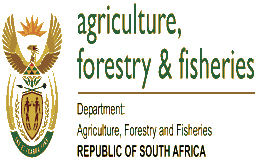 agriculture,
forestry & fisheries
Department:
Agriculture, Forestry and Fisheries
REPUBLIC OF SOUTH AFRICA